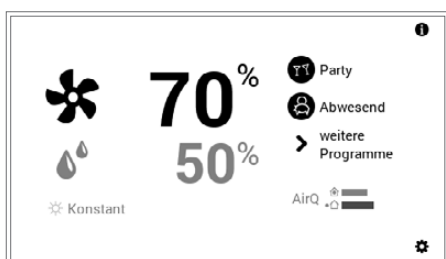 70%
Party
Abwesend
50%
weitere
Programme
AirQ
Konstant